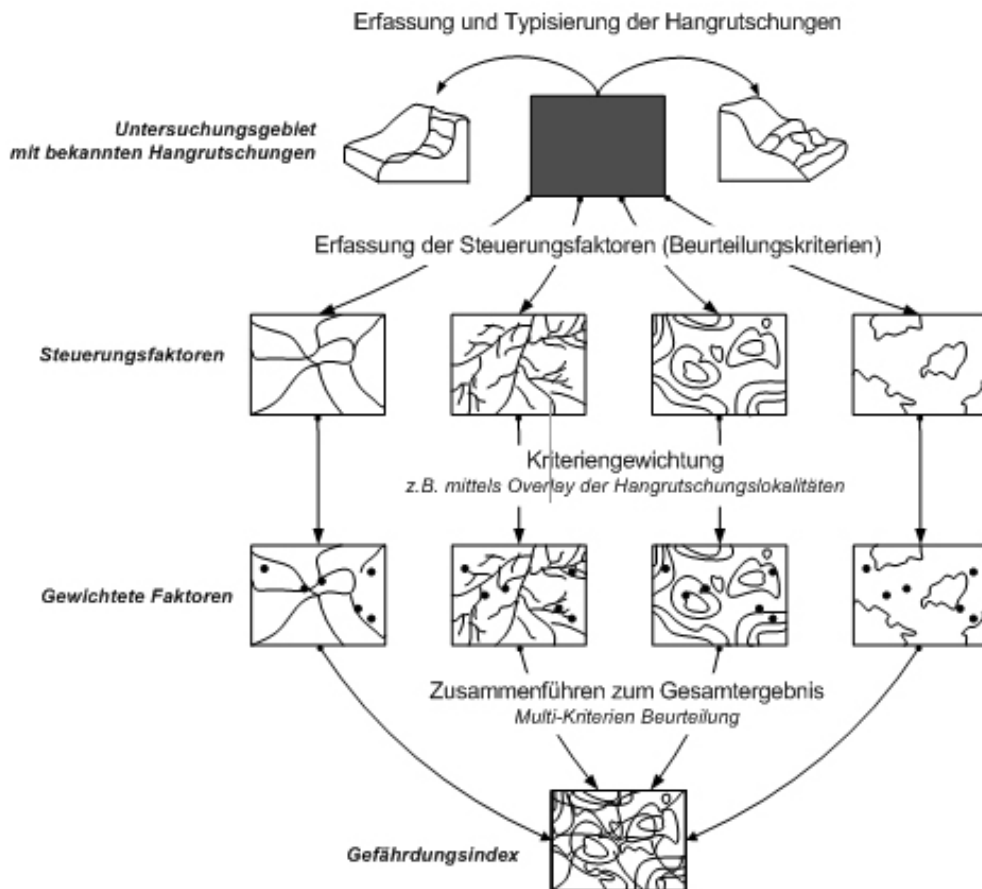 Erfassung und Typisierung der Hangrutschungen
Untersuchungsgebiet
mit bekannten Hangrutschungen
Erfassung der Steuerungsfaktoren (Beurteilungskriterien)
Steuerungsfaktoren
Kriteriengewichtung
z.B. mittels Overlay der Hangrutschungslokalitäten
Gewichtete Faktoren
Zusammenführen zum Gesamtergebnis
Multi-Kriterien Beurteilung
Gefährdungsindex